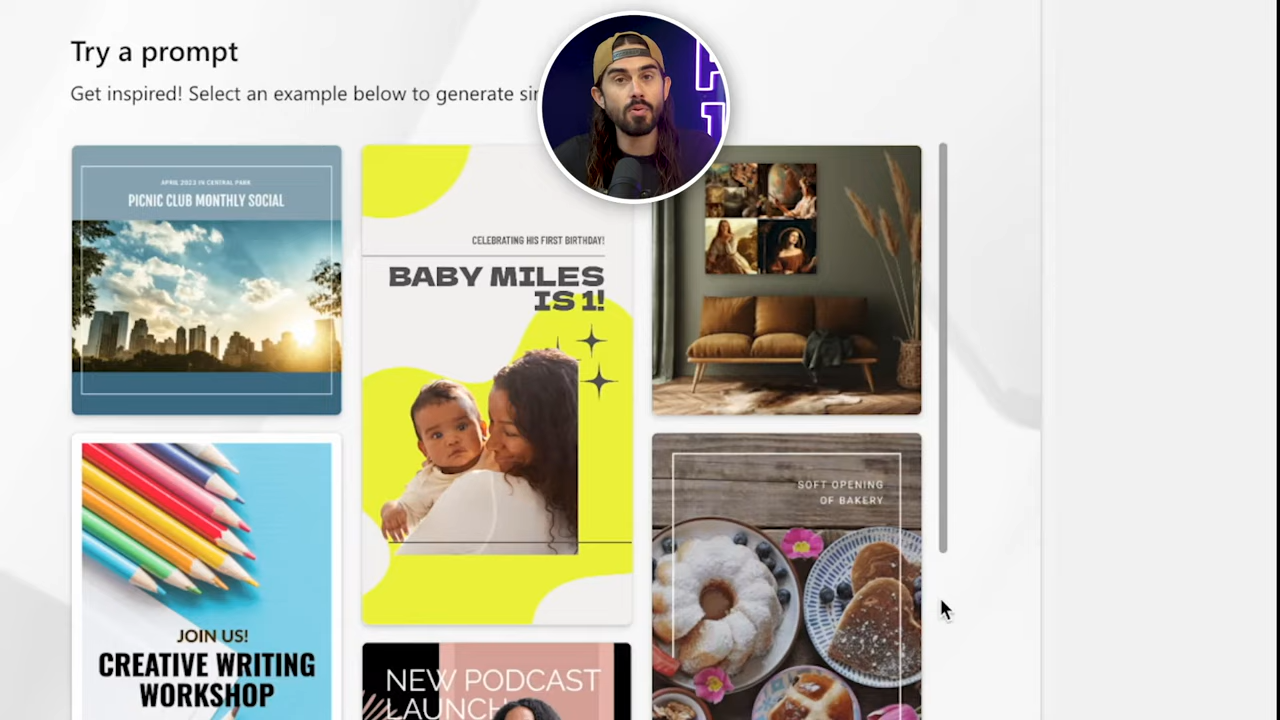 Try a prompt
Get inspired! Select an example below to generate
APRIL 2023 IN CENTRAL PARK
PICNIC CLUB MONTHLY SOCIAL
CELEBRATING HIS FIRST BIRTHDAY!
BABY MILES
IS 1!
SOFT OPENING
OF BAKERY
JOIN US!
CREATIVE WRITING
WORKSHOP
NEW PODCAST
LAUNCH